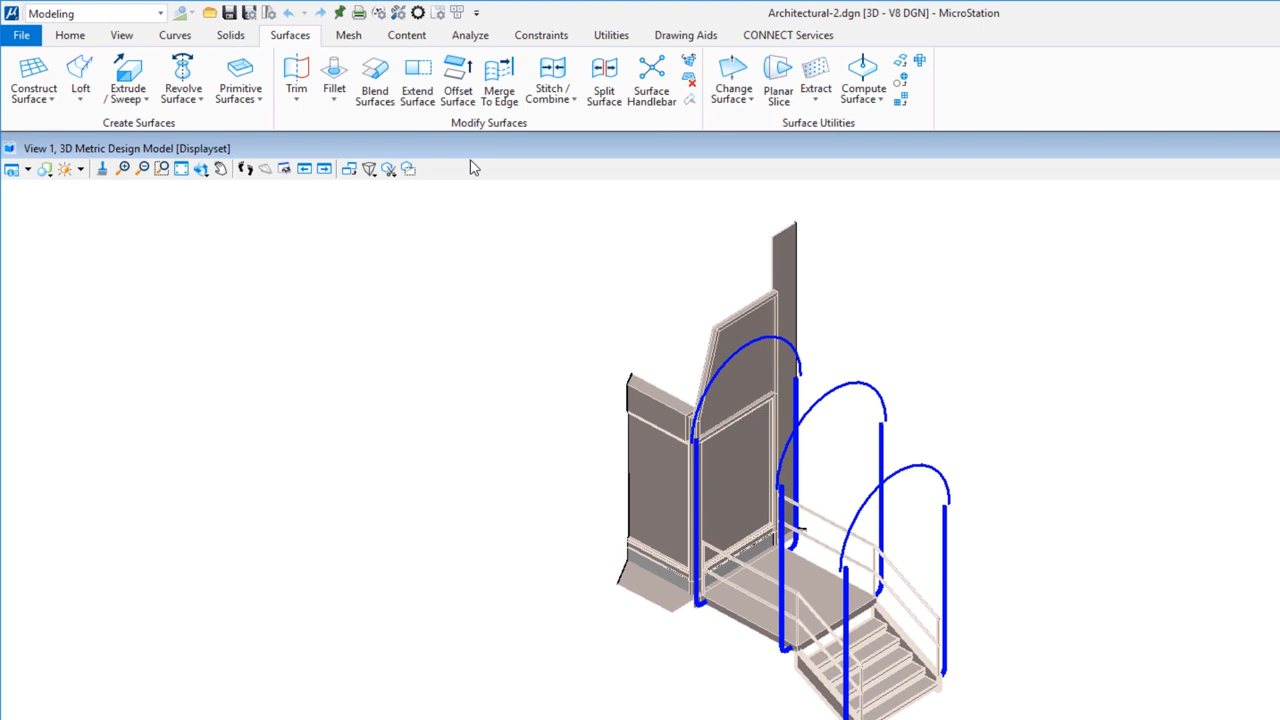 Modeling
Architectural-2.dgn [3D - V8 DGN] - MicroStation
File Home View Curves Solids Surfaces Mesh Content Analyze Constraints Utilities Drawing Aids CONNECT Services
Construct Surface Loft Extrude / Sweep Revolve Surface Primitive Surfaces Trim Fillet Blend Surfaces Extend Surface Offset Surface Merge To Edge Stitch / Combine Split Surface Surface Handlebar Change Surface Planar Slice Extract Compute Surface
Create Surfaces Modify Surfaces Surface Utilities
View 1, 3D Metric Design Model [Displayset]